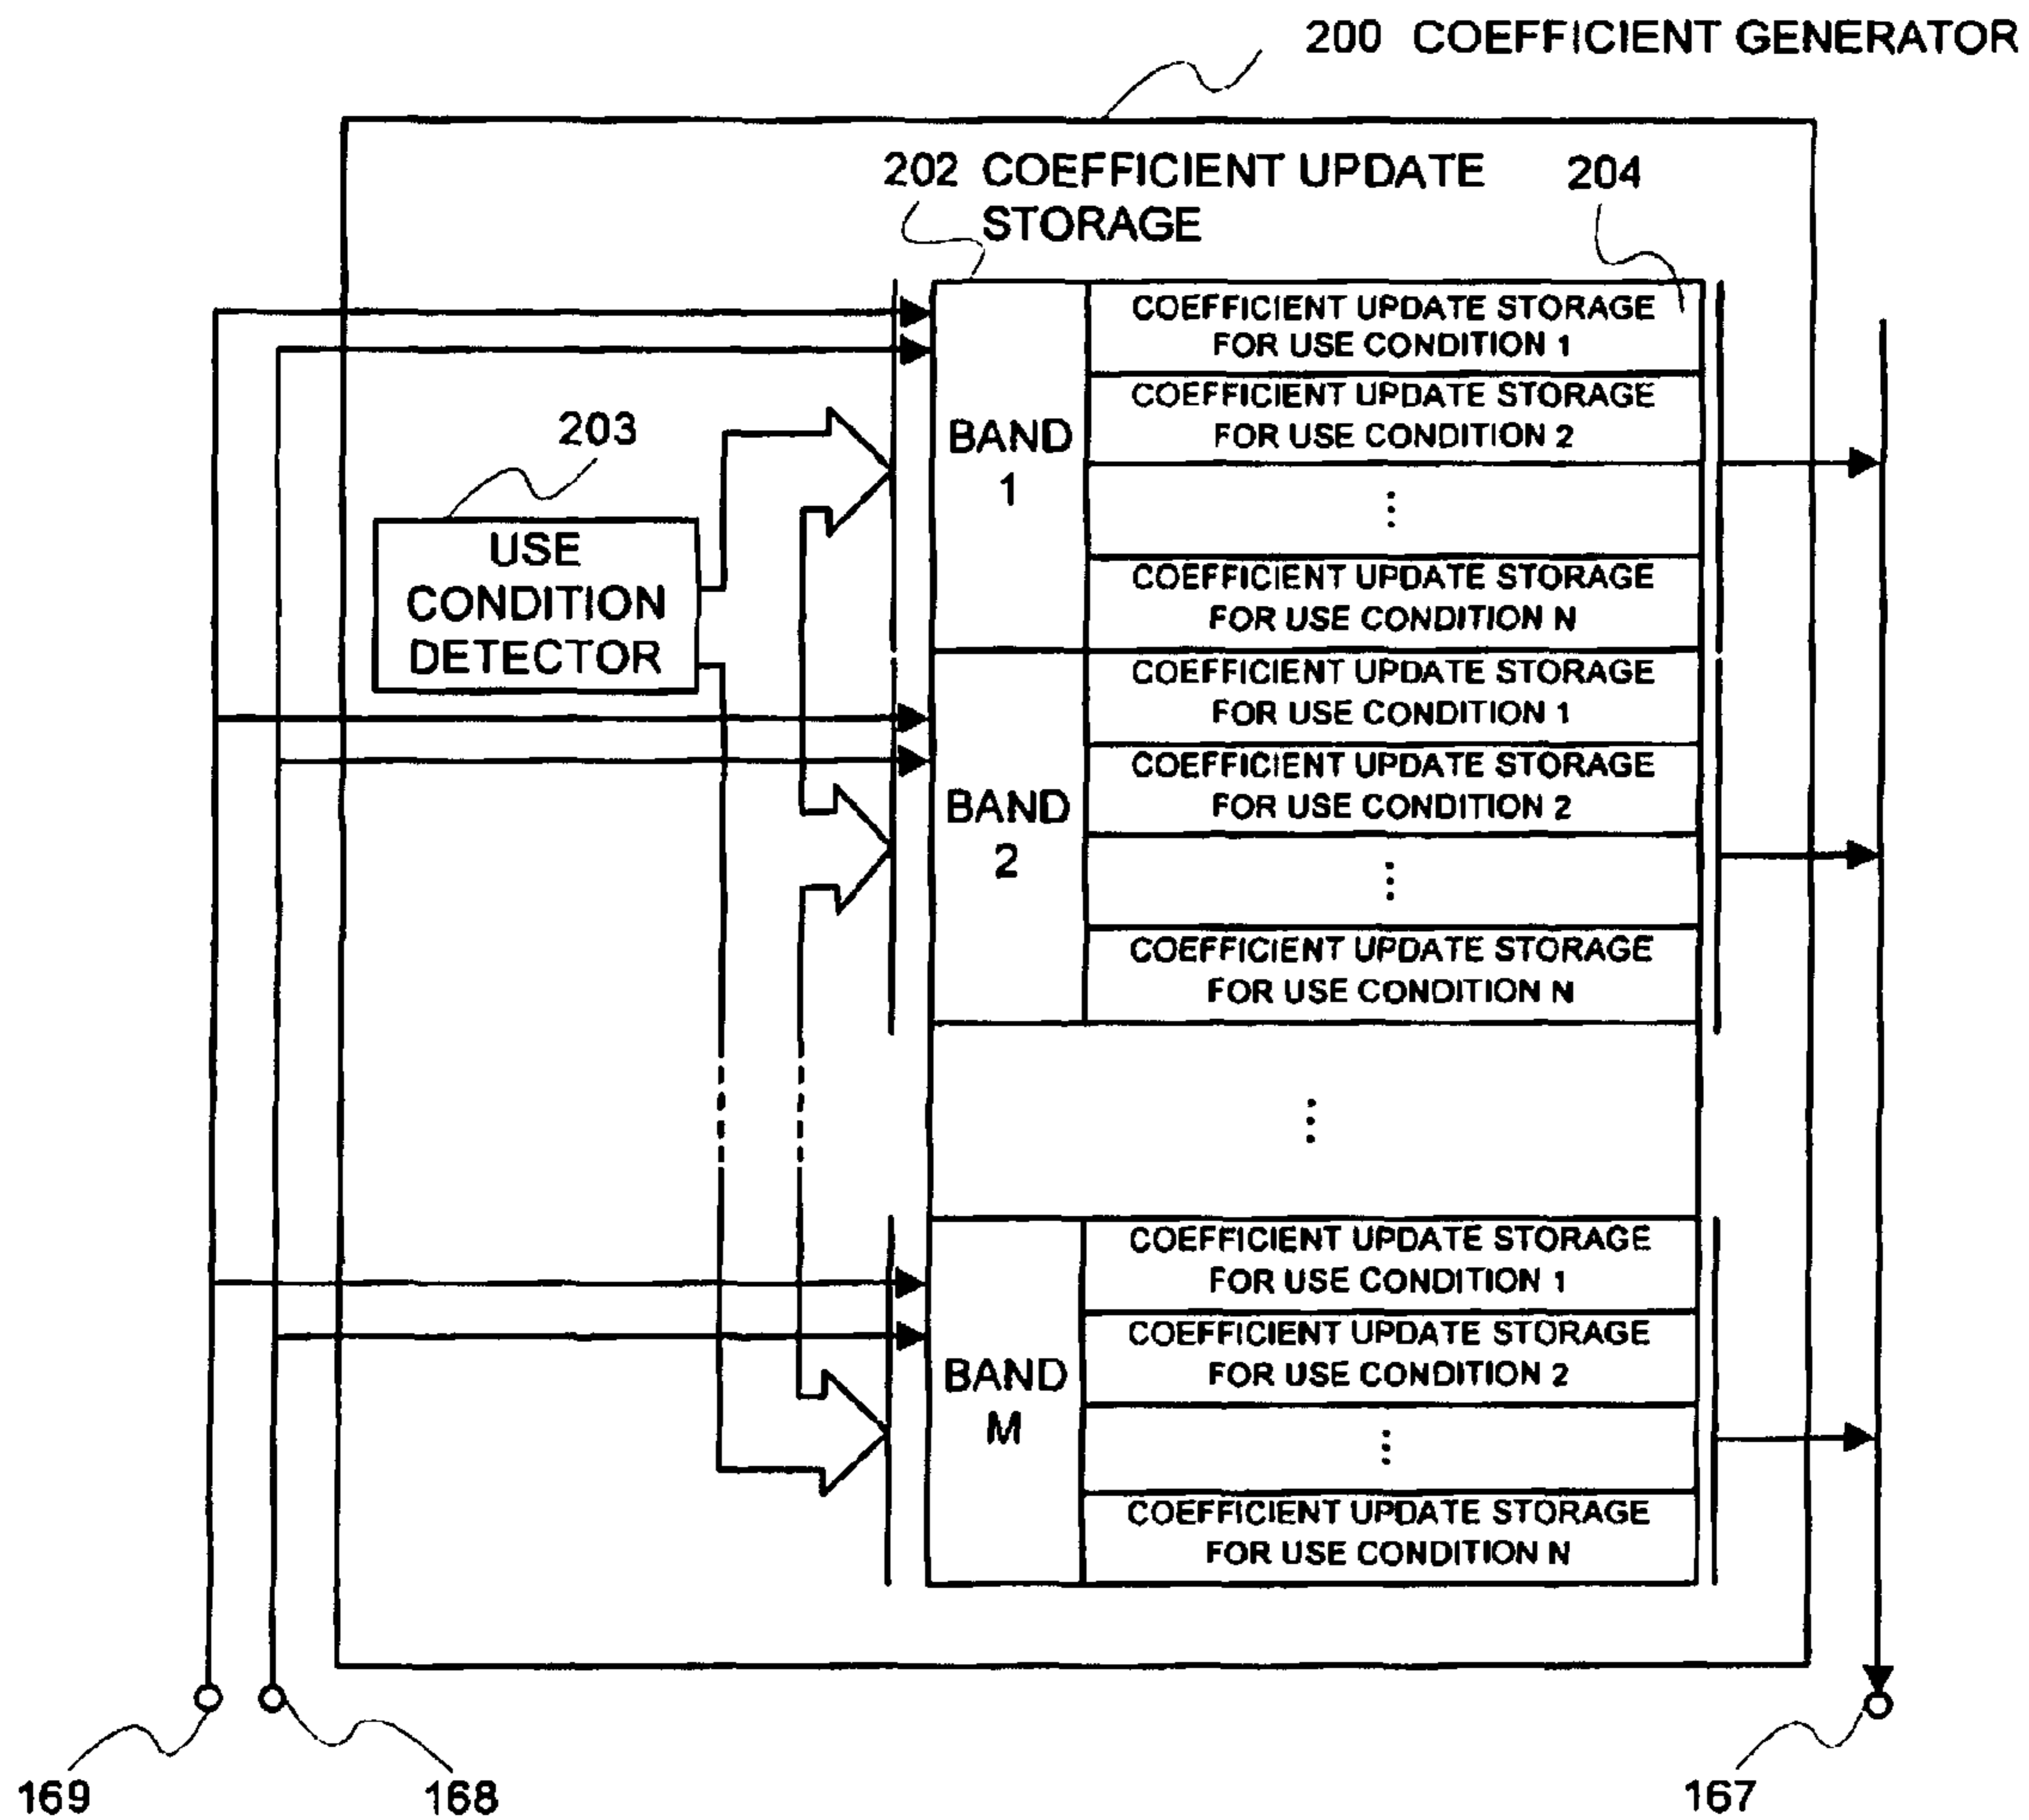 200 COEFFICIENT GENERATOR
202 COEFFICIENT UPDATE
STORAGE
204
203
USE
CONDITION
DETECTOR
BAND
1
COEFFICIENT UPDATE STORAGE
FOR USE CONDITION 1
COEFFICIENT UPDATE STORAGE
FOR USE CONDITION 2
⋮
COEFFICIENT UPDATE STORAGE
FOR USE CONDITION N
BAND
2
COEFFICIENT UPDATE STORAGE
FOR USE CONDITION 1
COEFFICIENT UPDATE STORAGE
FOR USE CONDITION 2
⋮
COEFFICIENT UPDATE STORAGE
FOR USE CONDITION N
⋮
BAND
M
COEFFICIENT UPDATE STORAGE
FOR USE CONDITION 1
COEFFICIENT UPDATE STORAGE
FOR USE CONDITION 2
⋮
COEFFICIENT UPDATE STORAGE
FOR USE CONDITION N
169
168
167